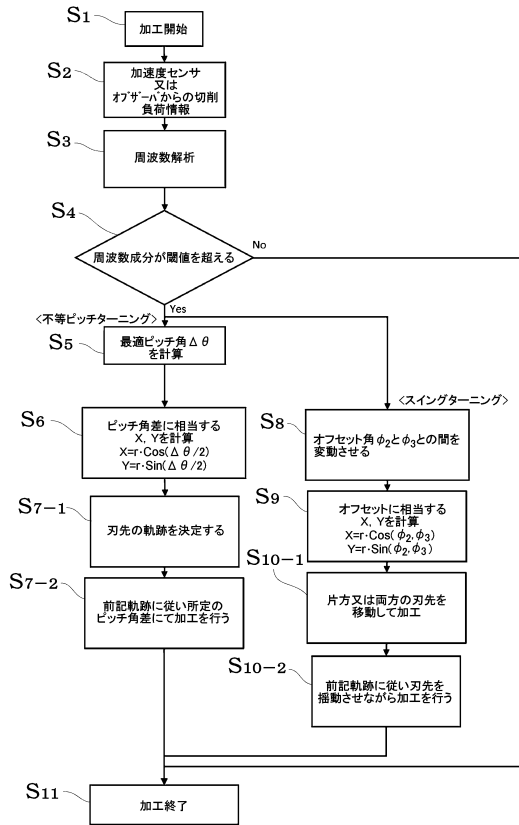 S1
加工開始
S2
加速度センサ
又は
オブザーバからの切削
負荷情報
S3
周波数解析
S4
周波数成分が閾値を超える
No
Yes
<不等ピッチターニング>
S5
最適ピッチ角Δθ
を計算
S6
ピッチ角差に相当する
X, Yを計算
X=r·Cos(Δθ/2)
Y=r·Sin(Δθ/2)
S7-1
刃先の軌跡を決定する
S7-2
前記軌跡に従い所定の
ピッチ角差にて加工を行う
<スイングターニング>
S8
オフセット角φ2とφ3との間を
変動させる
S9
オフセットに相当する
X, Yを計算
X=r·Cos(φ2,φ3)
Y=r·Sin(φ2,φ3)
S10-1
片方又は両方の刃先を
移動して加工
S10-2
前記軌跡に従い刃先を
揺動させながら加工を行う
S11
加工終了